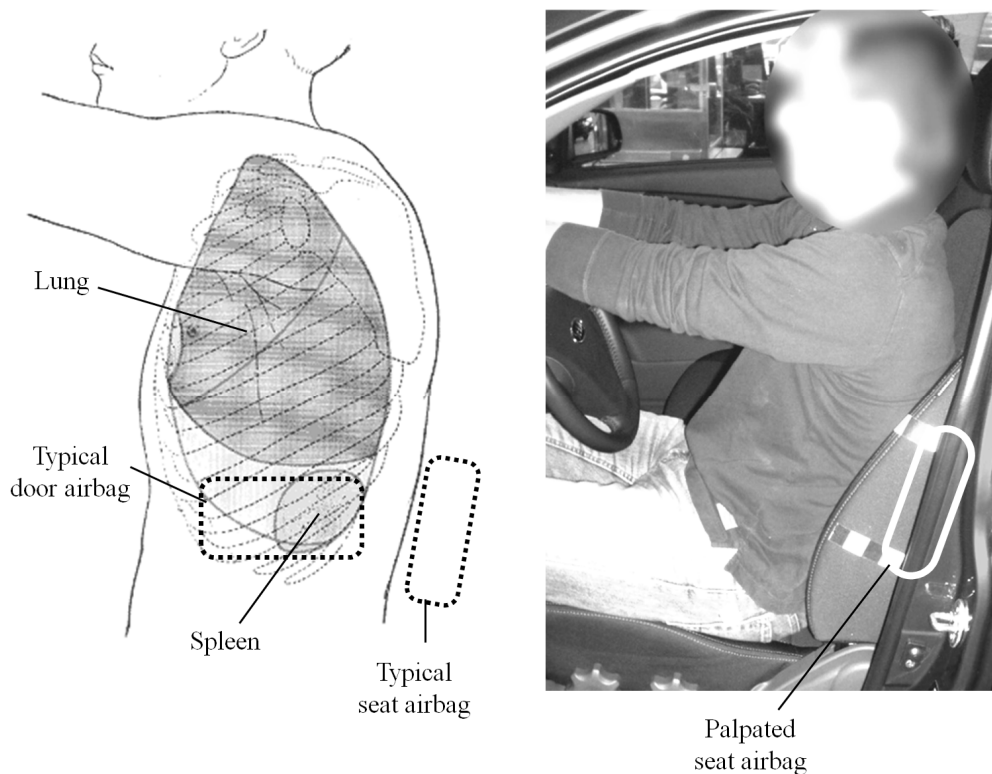 Lung
Typical
door airbag
Spleen
Typical
seat airbag
Palpated
seat airbag